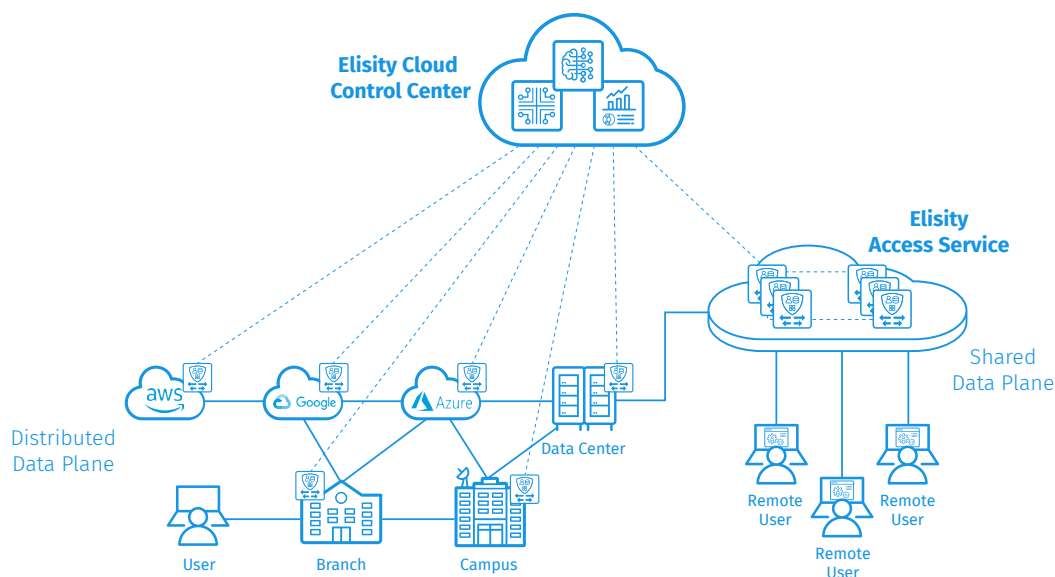 Elisity Cloud
Control Center
Elisity
Access Service
Shared
Data Plane
aws
Google
Azure
Data Center
Distributed
Data Plane
User
Branch
Campus
Remote
User
Remote
User
Remote
User